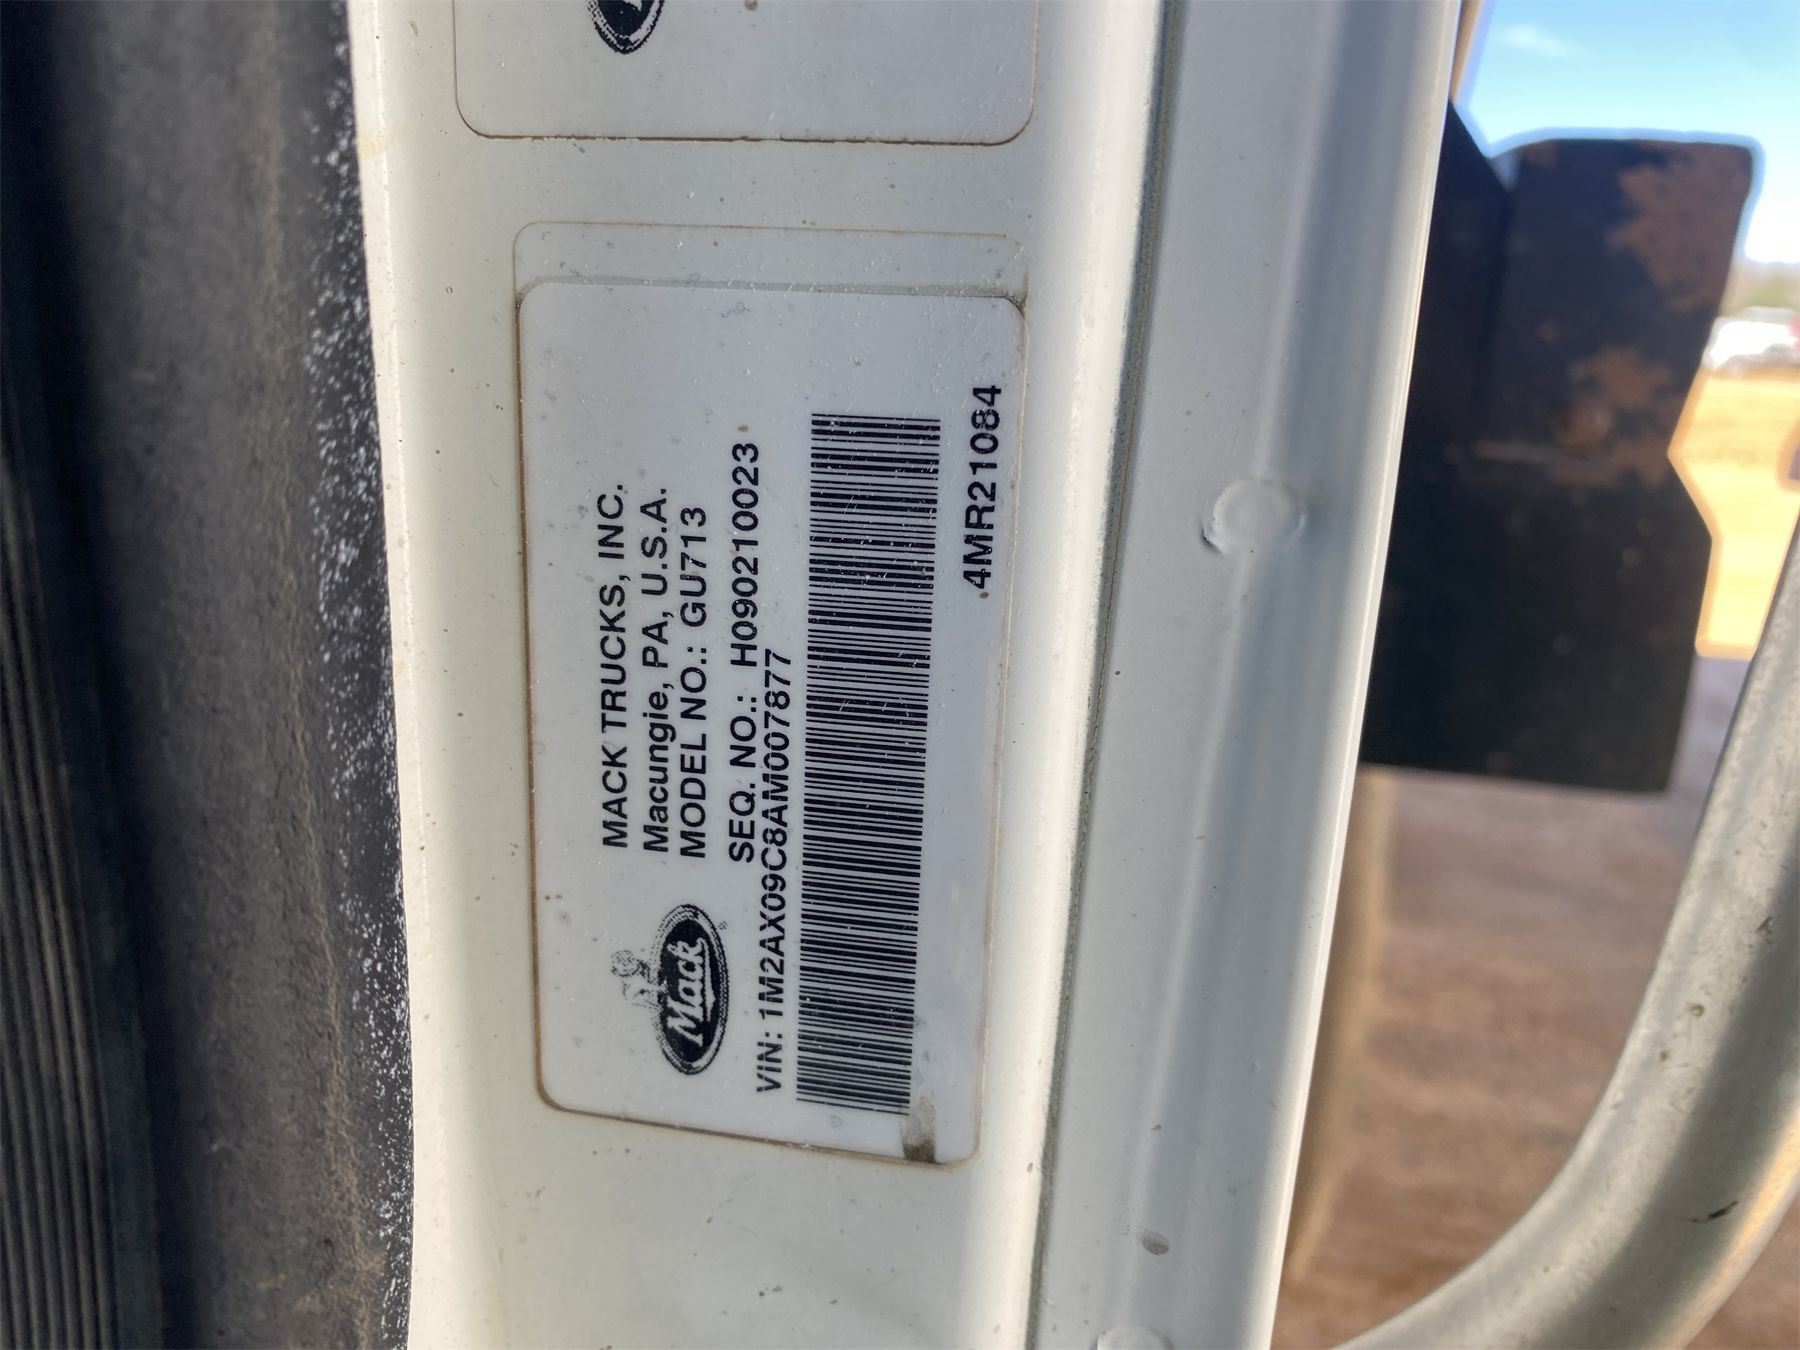 MACK TRUCKS, INC.
Macungie, PA, U.S.A.
MODEL NO.: GU713
Mack
SEQ. NO.: H090210023
VIN: 1M2AX09C8AM007877
4MR21084